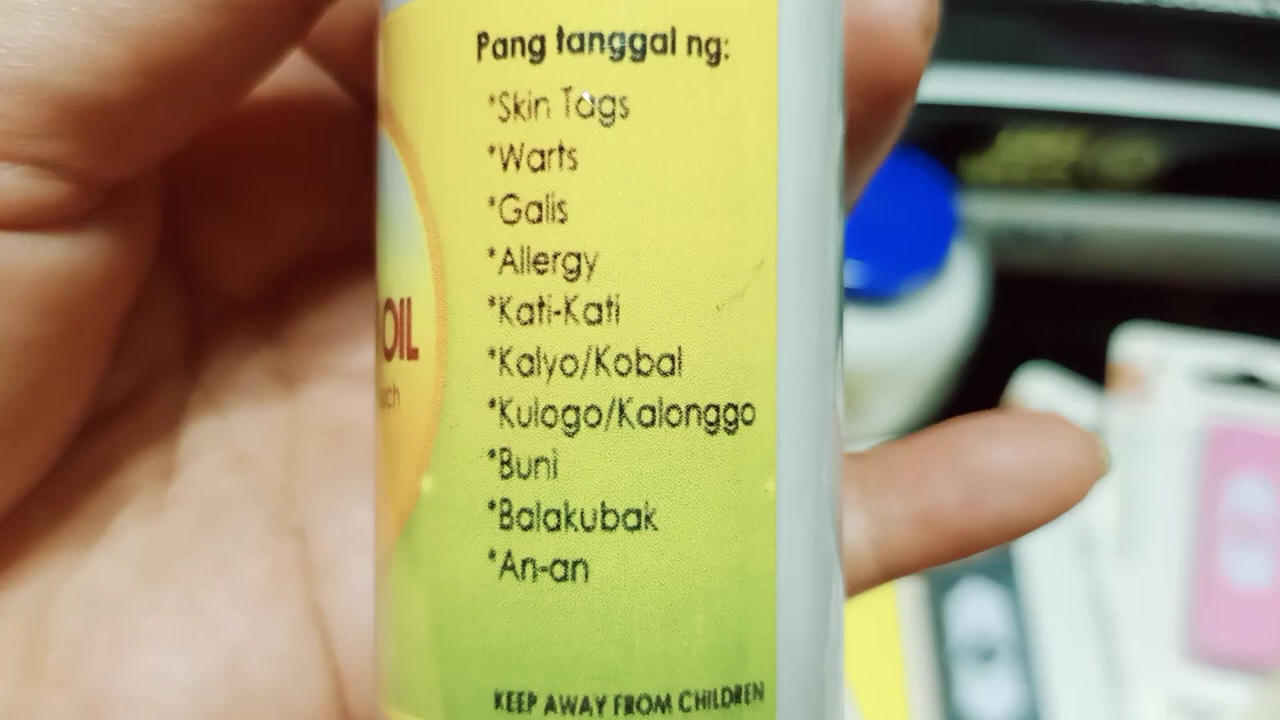 Pang tanggal ng:
*Skin Tags
*Warts
*Galis
*Allergy
*Kati-Kati
*Kalyo/Kobal
*Kulogo/Kalonggo
*Buni
*Balakubak
*An-an
OIL
KEEP AWAY FROM CHILDREN